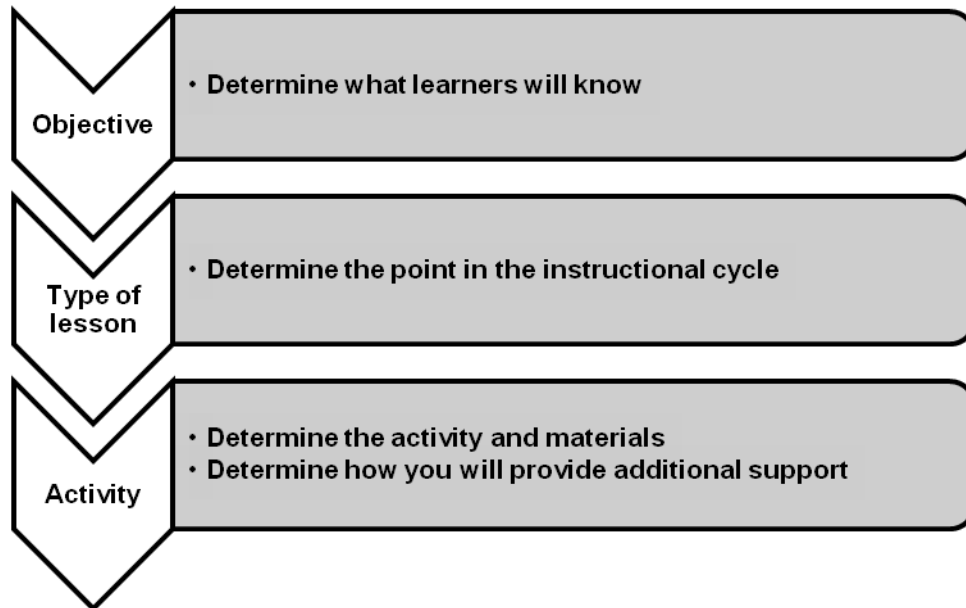 Objective
• Determine what learners will know
Type of
lesson
• Determine the point in the instructional cycle
Activity
• Determine the activity and materials
• Determine how you will provide additional support